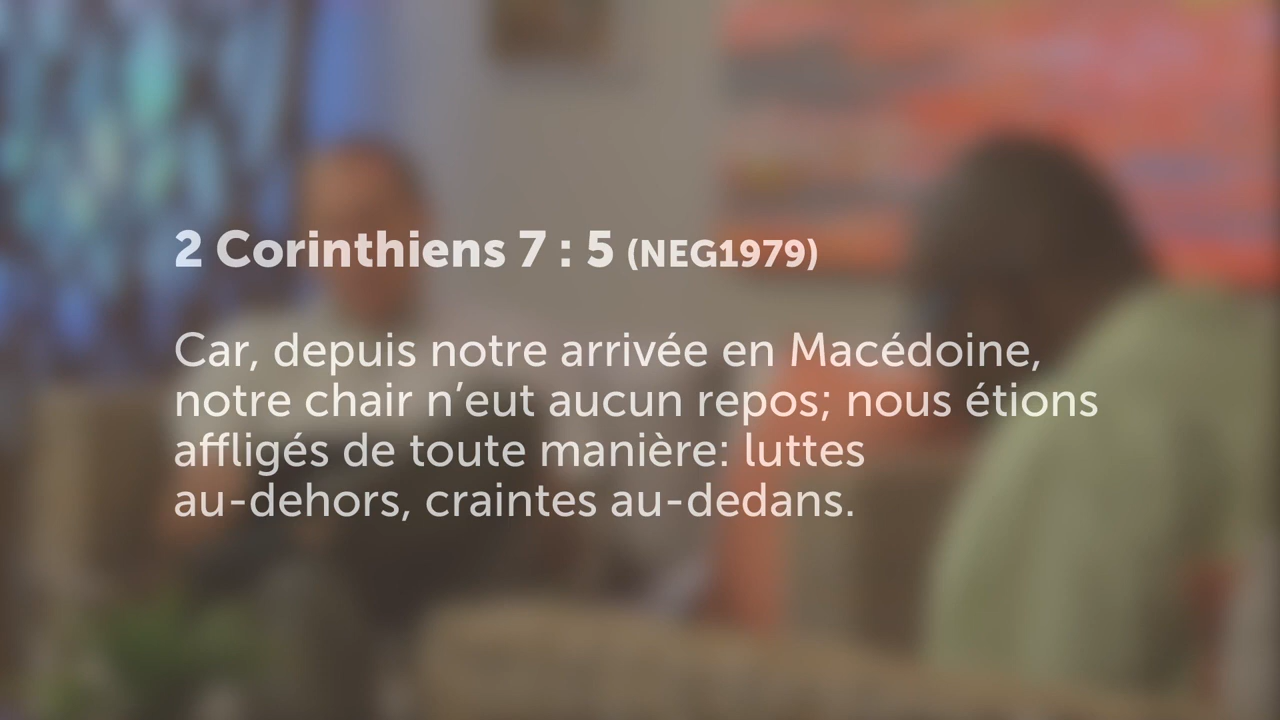 2 Corinthiens 7 : 5 (NEG1979)
Car, depuis notre arrivée en Macédoine,
notre chair n’eut aucun repos; nous étions
affligés de toute manière: luttes
au-dehors, craintes au-dedans.